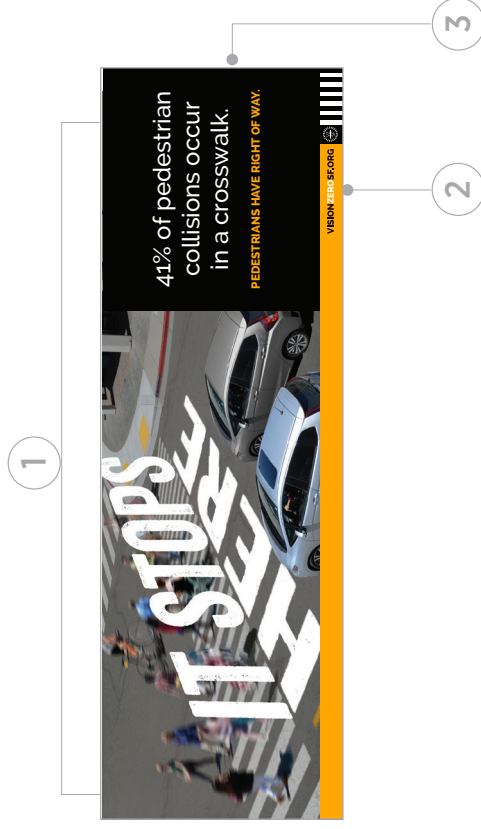 1
IT STOPS
HERE
41% of pedestrian
collisions occur
in a crosswalk.
PEDESTRIANS HAVE RIGHT OF WAY.
VISIONZEROSF.ORG
2
3